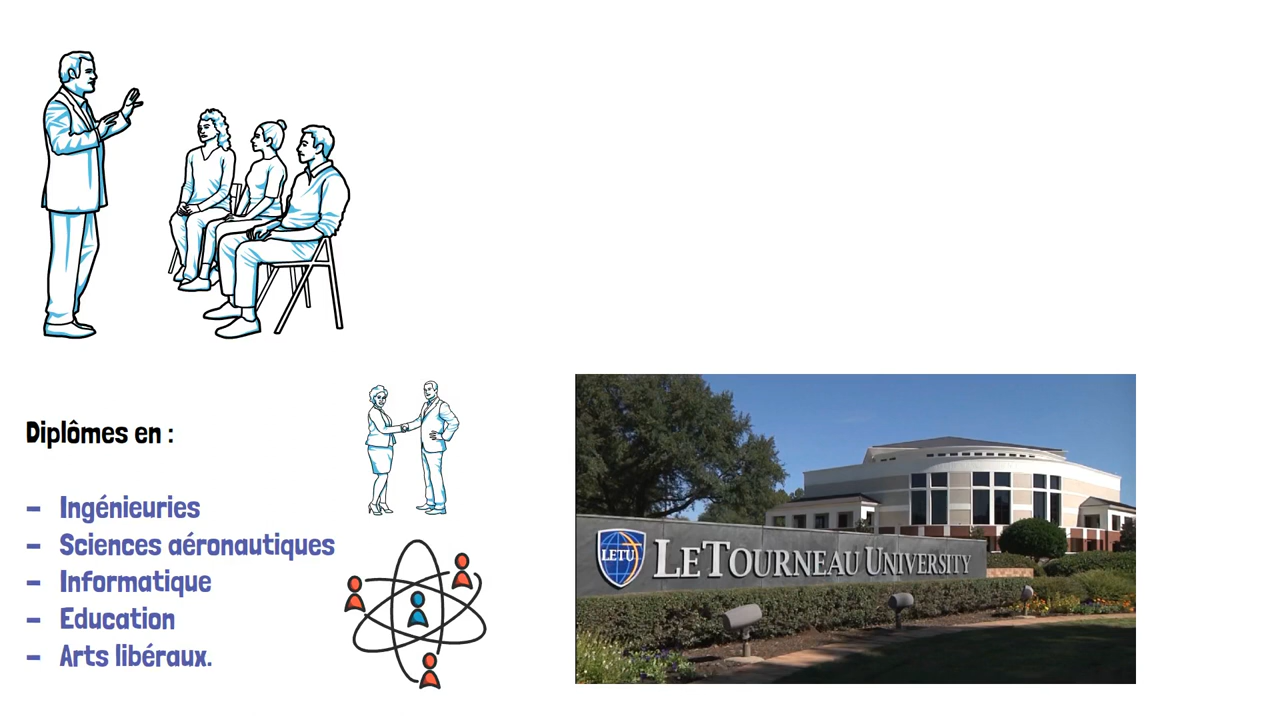 Diplômes en :
- Ingénieuries
- Sciences aéronautiques
- Informatique
- Education
- Arts libéraux.
LETU
LeTourneau University